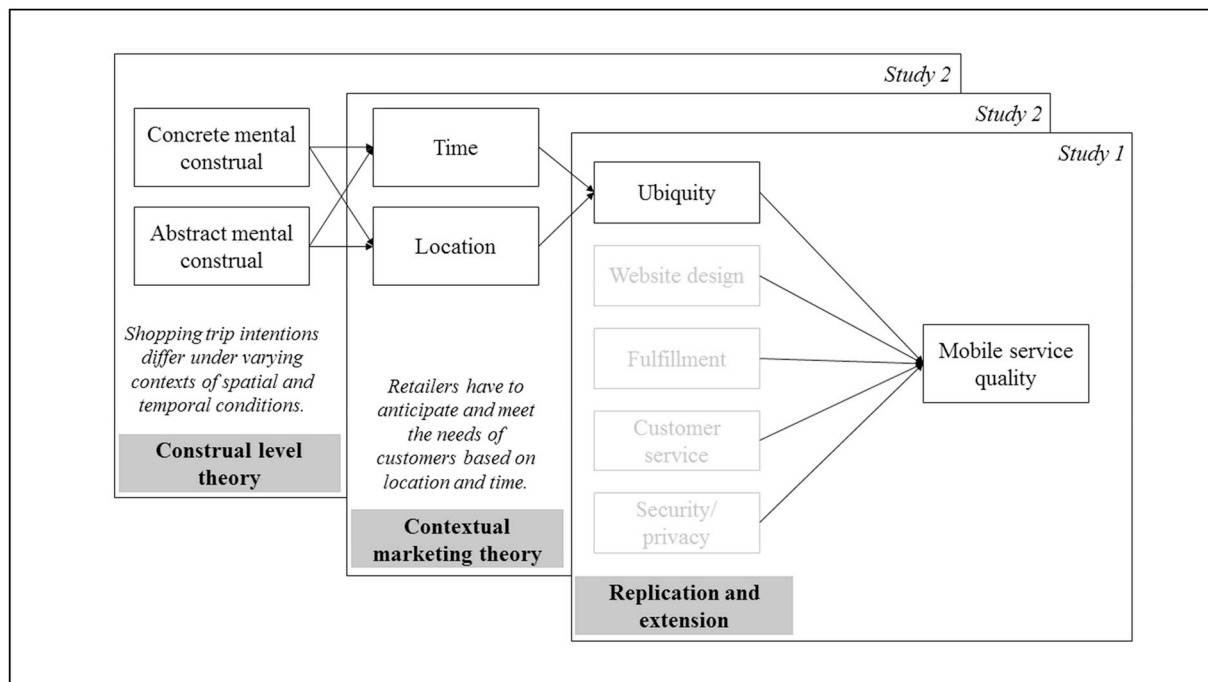 Study 2
Concrete mental
construal
Abstract mental
construal
Shopping trip intentions
differ under varying
contexts of spatial and
temporal conditions.
Construal level
theory
Study 2
Time
Location
Retailers have to
anticipate and meet
the needs of
customers based on
location and time.
Contextual
marketing theory
Study 1
Ubiquity
Website design
Fulfillment
Customer
service
Security/
privacy
Mobile service
quality
Replication and
extension